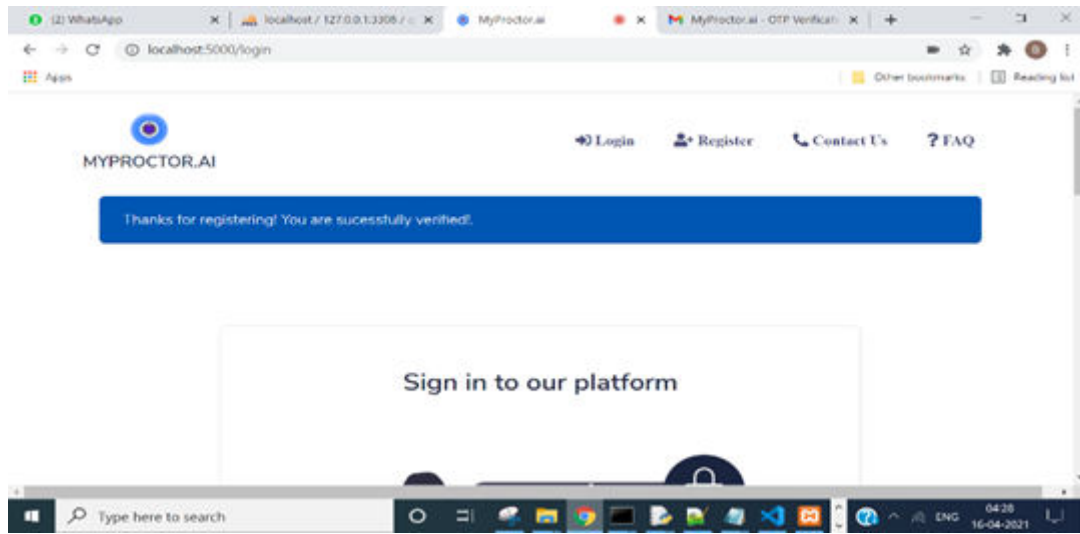 (2) WhatsApp
localhost / 127.0.0.1:3306 /
MyProctor.ai
MyProctor.ai - OTP Verificati
localhost:5000/login
Apps
Other bookmarks
Reading list
MYPROCTOR.AI
Login
Register
Contact Us
? FAQ
Thanks for registering! You are sucessfully verified!.
Sign in to our platform
Type here to search
ENG
04:28
16-04-2021